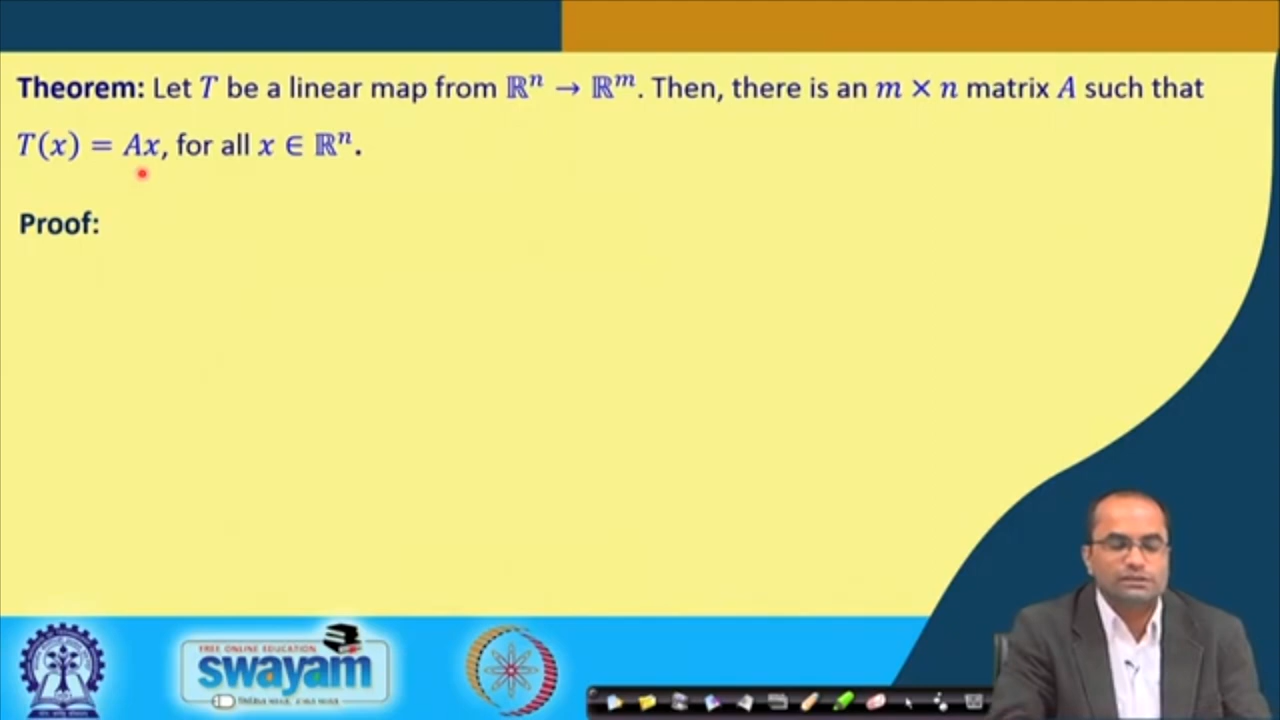 Theorem: Let T be a linear map from ℝⁿ → ℝᵐ. Then, there is an m × n matrix A such that
T(x) = Ax, for all x ∈ ℝⁿ.
Proof:
FREE ONLINE EDUCATION
swayam